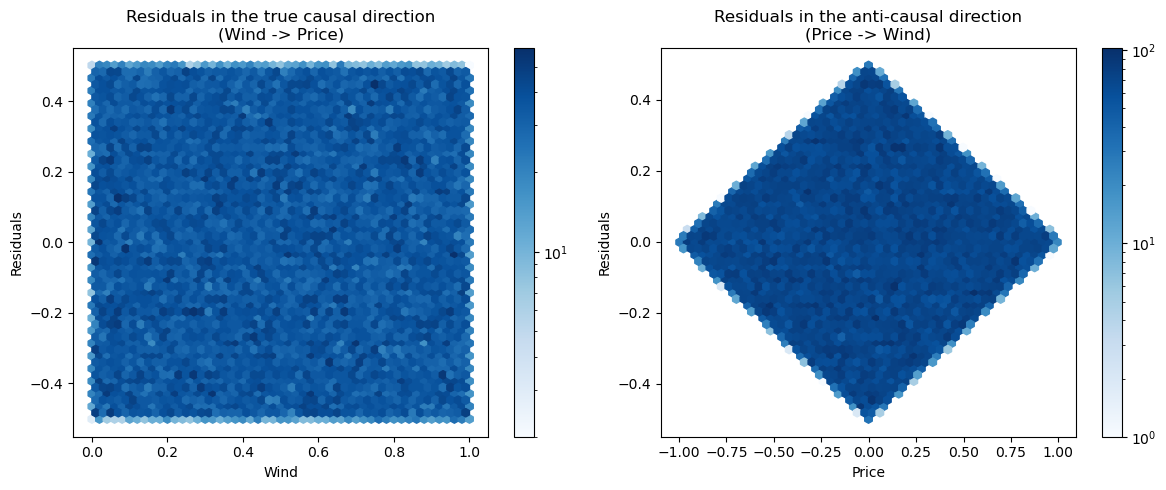 Residuals in the true causal direction
(Wind -> Price)
Residuals
0.4
0.2
0.0
−0.2
−0.4
0.0 0.2 0.4 0.6 0.8 1.0
Wind
10¹
Residuals in the anti-causal direction
(Price -> Wind)
Residuals
0.4
0.2
0.0
−0.2
−0.4
−1.00 −0.75 −0.50 −0.25 0.00 0.25 0.50 0.75 1.00
Price
10²
10¹
10⁰